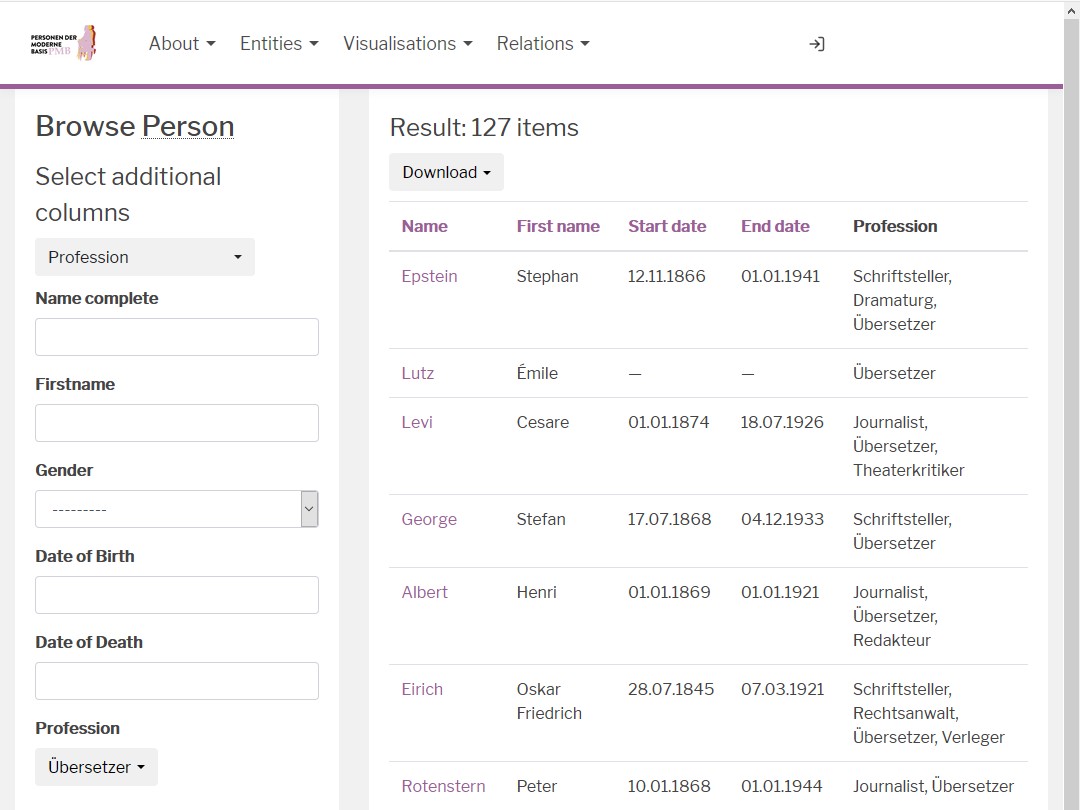 PERSONEN DER
MODERNE
BASIS PMB
About
Entities
Visualisations
Relations
Browse Person
Select additional
columns
Profession
Name complete
Firstname
Gender
---------
Date of Birth
Date of Death
Profession
Übersetzer
Result: 127 items
Download
Name First name Start date End date Profession
Epstein Stephan 12.11.1866 01.01.1941 Schriftsteller,
Dramaturg,
Übersetzer
Lutz Émile — — Übersetzer
Levi Cesare 01.01.1874 18.07.1926 Journalist,
Übersetzer,
Theaterkritiker
George Stefan 17.07.1868 04.12.1933 Schriftsteller,
Übersetzer
Albert Henri 01.01.1869 01.01.1921 Journalist,
Übersetzer,
Redakteur
Eirich Oskar 28.07.1845 07.03.1921 Schriftsteller,
Friedrich Rechtsanwalt,
Übersetzer, Verleger
Rotenstern Peter 10.01.1868 01.01.1944 Journalist, Übersetzer